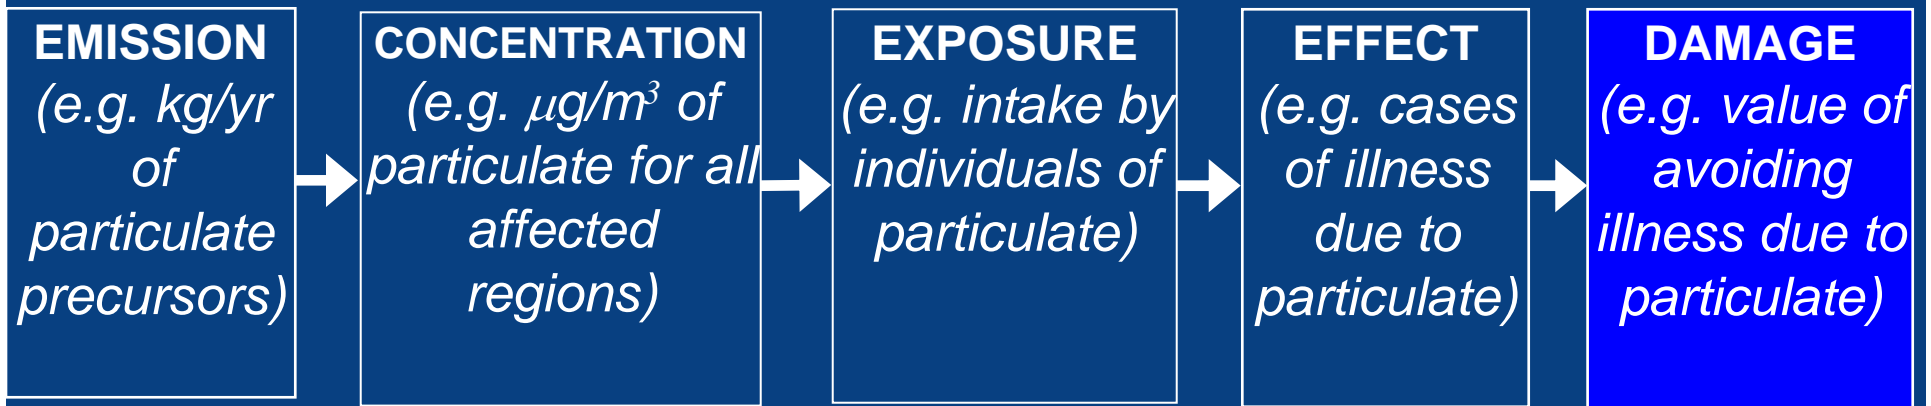 EMISSION
(e.g. kg/yr
of
particulate
precursors)
CONCENTRATION
(e.g. μg/m³ of
particulate for all
affected
regions)
EXPOSURE
(e.g. intake by
individuals of
particulate)
EFFECT
(e.g. cases
of illness
due to
particulate)
DAMAGE
(e.g. value of
avoiding
illness due to
particulate)